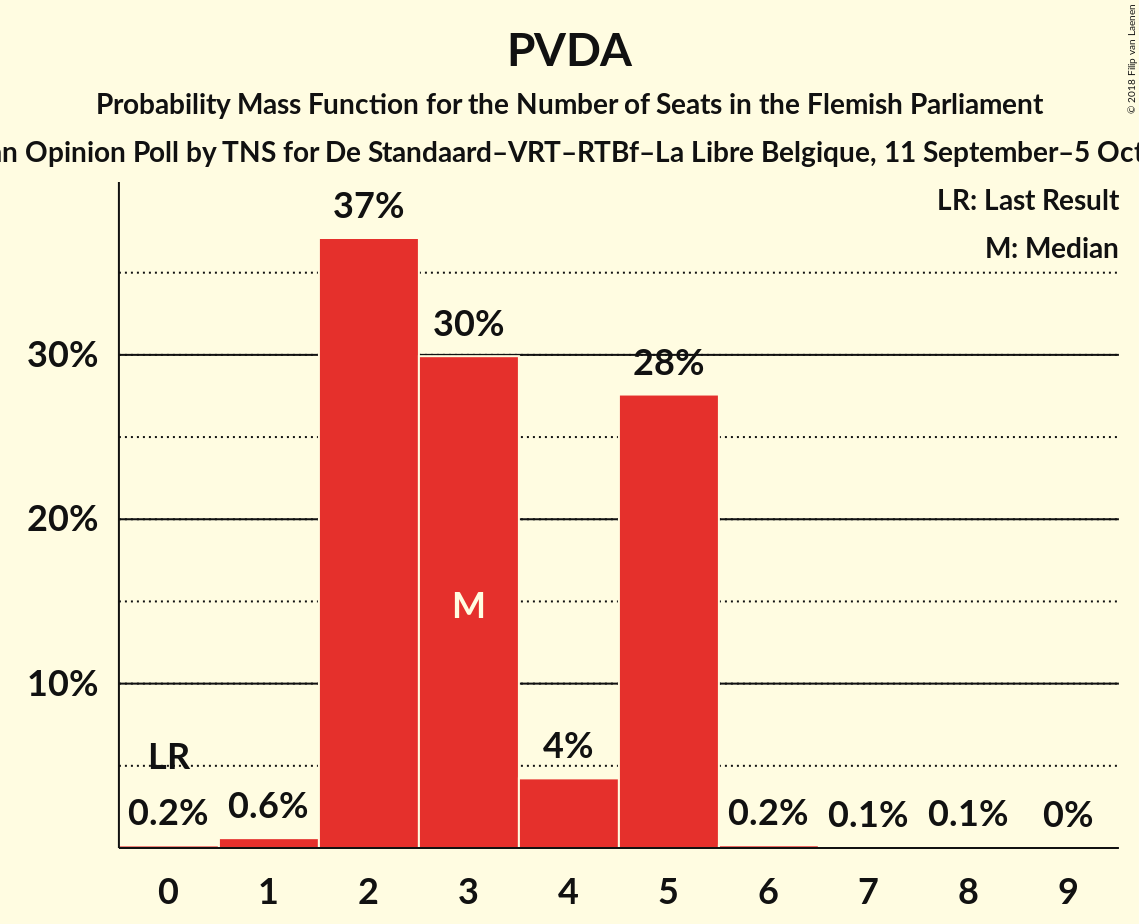 PVDA
Probability Mass Function for the Number of Seats in the Flemish Parliament
n Opinion Poll by TNS for De Standaard–VRT–RTBf–La Libre Belgique, 11 September–5 Oct
© 2018 Filip van Laenen
LR: Last Result
M: Median
37%
30%
28%
30%
20%
M
10%
4%
LR
0.2%
0.6%
0.2%
0.1%
0.1%
0%
0 1 2 3 4 5 6 7 8 9